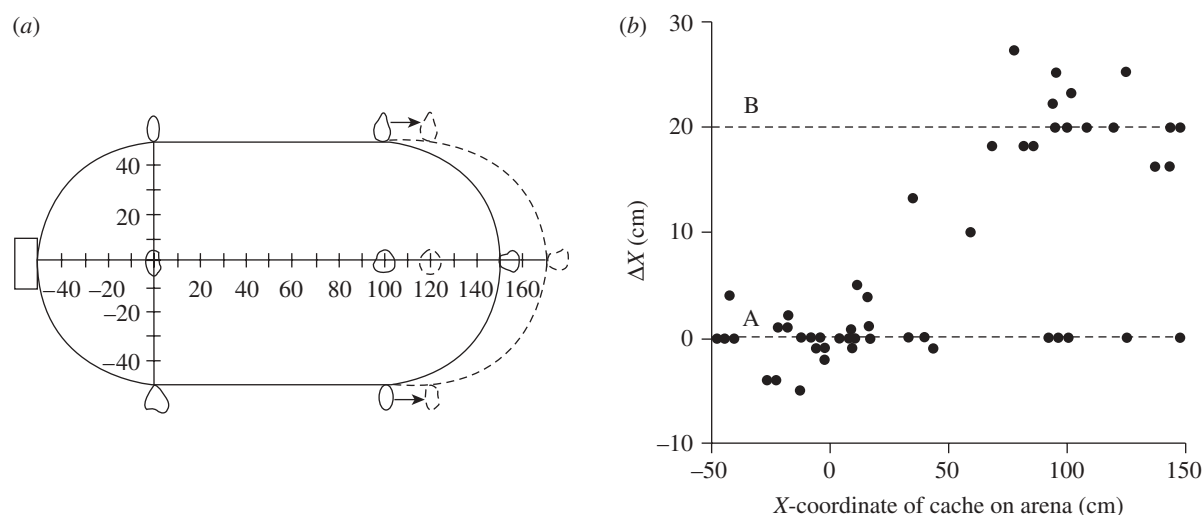 (a)
40
20
–40 –20
20 40 60 80 100 120 140 160
–20
–40
(b)
30
B
20
10
A
0
–10
–50 0 50 100 150
ΔX (cm)
X-coordinate of cache on arena (cm)